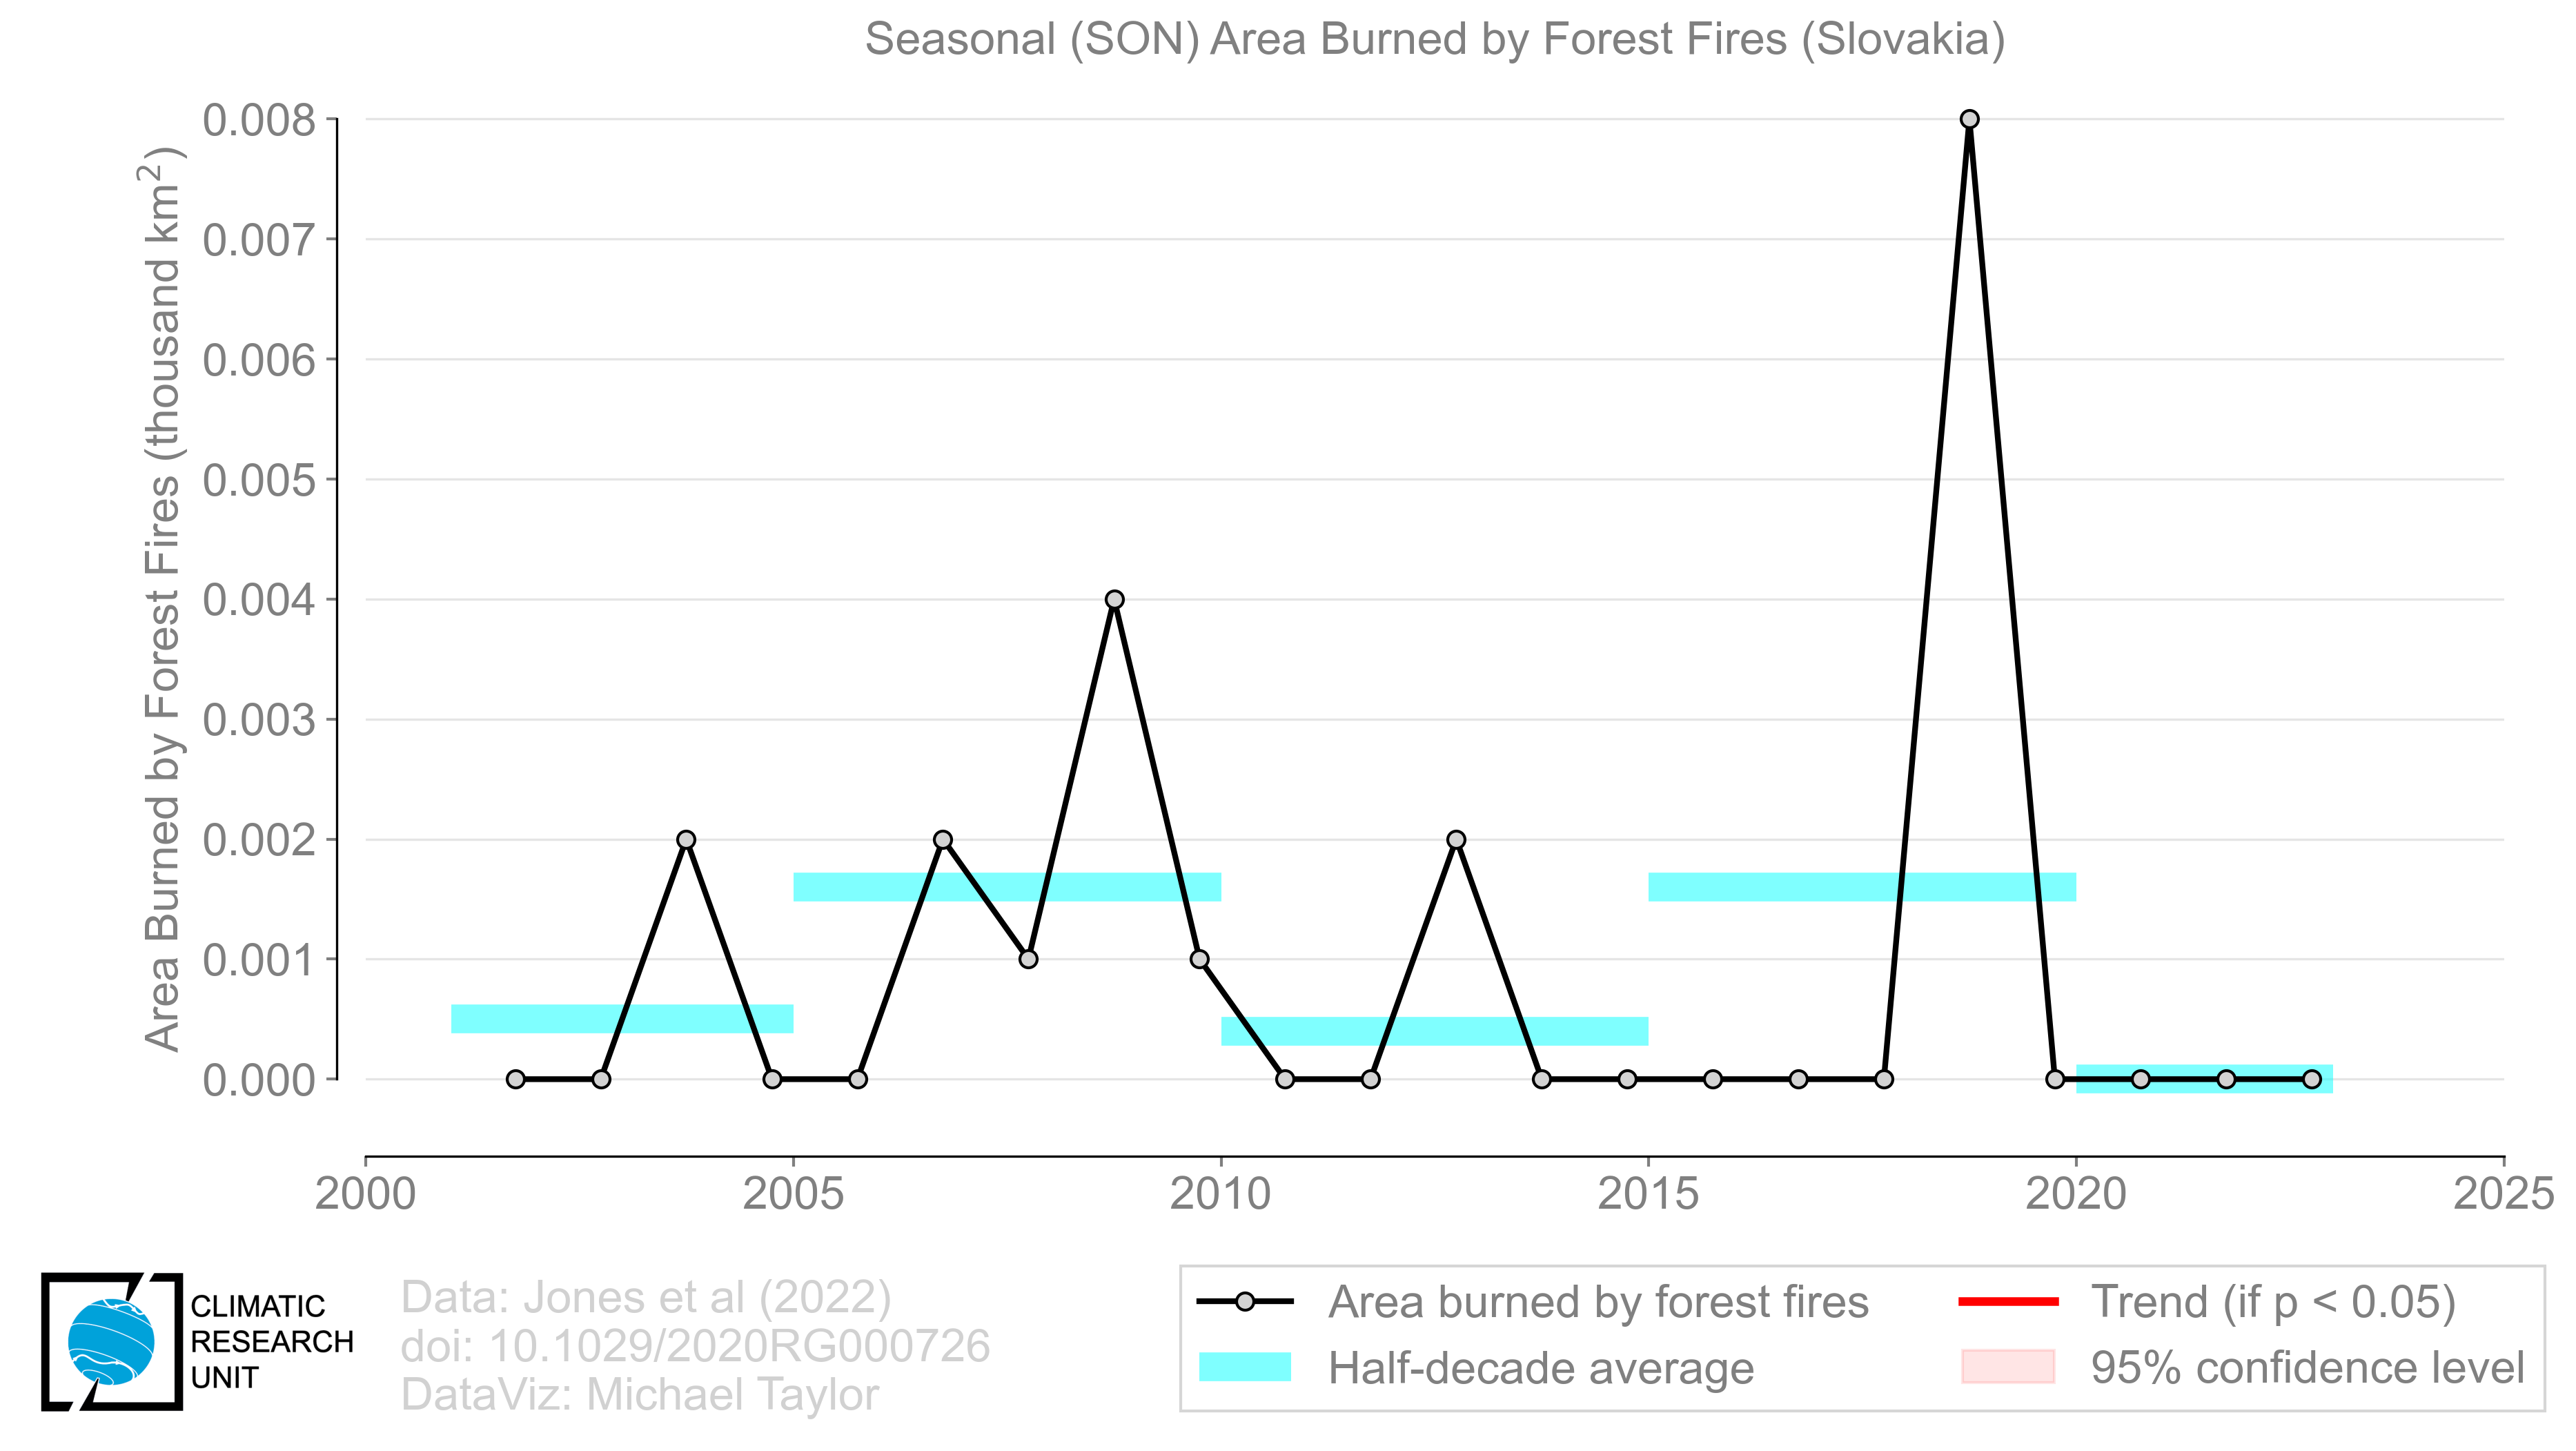 Seasonal (SON) Area Burned by Forest Fires (Slovakia)
Area Burned by Forest Fires (thousand km²)
0.008
0.007
0.006
0.005
0.004
0.003
0.002
0.001
0.000
2000 2005 2010 2015 2020 2025
CLIMATIC
RESEARCH
UNIT
Data: Jones et al (2022)
doi: 10.1029/2020RG000726
DataViz: Michael Taylor
Area burned by forest fires
Half-decade average
Trend (if p < 0.05)
95% confidence level